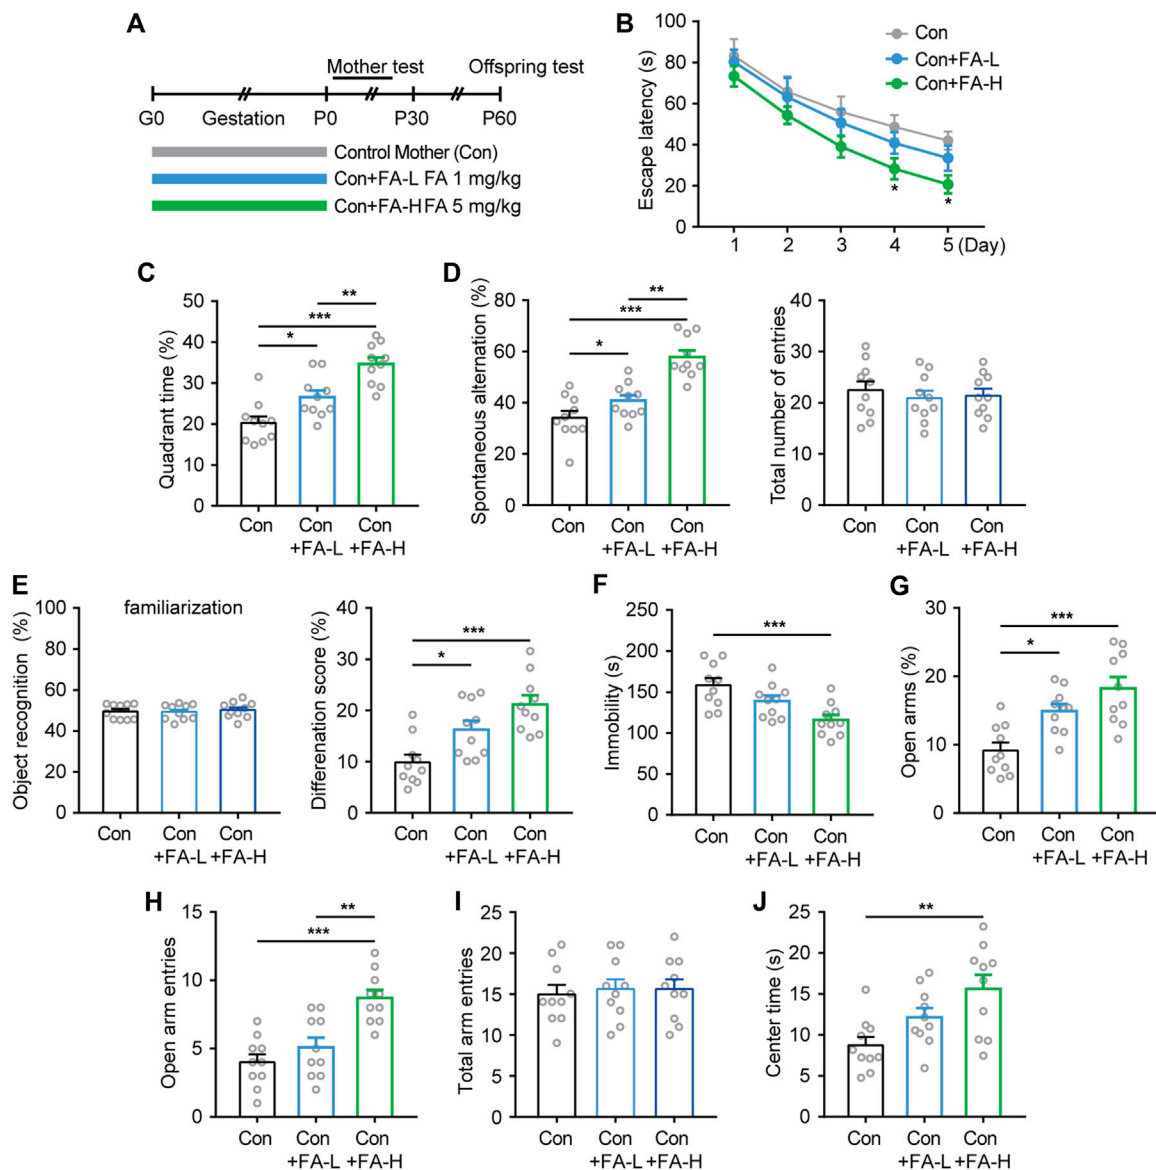 A
Mother test
Offspring test
G0
Gestation
P0
P30
P60
Control Mother (Con)
Con+FA-L FA 1 mg/kg
Con+FA-H FA 5 mg/kg
B
Escape latency (s)
100
80
60
40
20
0
Con
Con+FA-L
Con+FA-H
*
*
1 2 3 4 5 (Day)
C
Quadrant time (%)
50
40
30
20
10
0
**
***
*
Con Con Con
+FA-L +FA-H
D
Spontaneous alternation (%)
80
60
40
20
0
**
***
*
Con Con Con
+FA-L +FA-H
Total number of entries
40
30
20
10
0
Con Con Con
+FA-L +FA-H
E
Object recognition (%)
familiarization
100
80
60
40
20
0
Con Con Con
+FA-L +FA-H
Differenation score (%)
40
30
20
10
0
***
*
Con Con Con
+FA-L +FA-H
F
Immobility (s)
250
200
150
100
50
0
***
Con Con Con
+FA-L +FA-H
G
Open arms (%)
30
20
10
0
***
*
Con Con Con
+FA-L +FA-H
H
Open arm entries
15
10
5
0
**
***
Con Con Con
+FA-L +FA-H
I
Total arm entries
25
20
15
10
5
0
Con Con Con
+FA-L +FA-H
J
Center time (s)
25
20
15
10
5
0
**
Con Con Con
+FA-L +FA-H